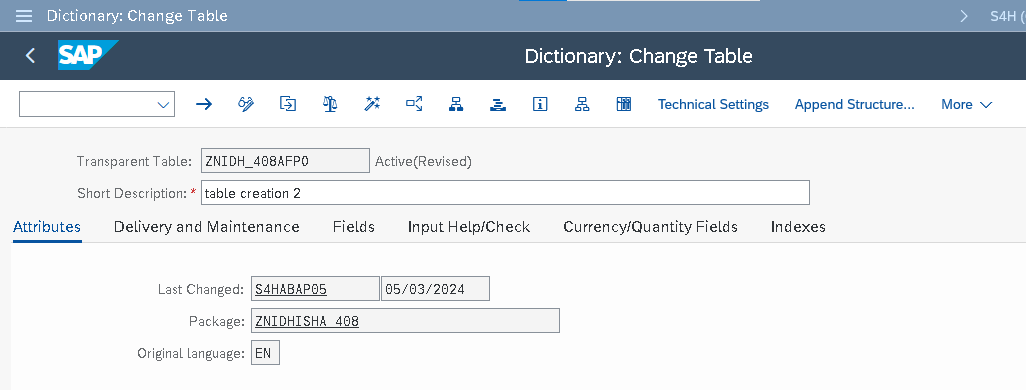 Dictionary: Change Table S4H (
SAP Dictionary: Change Table
Technical Settings Append Structure... More
Transparent Table: ZNIDH_408AFPO Active(Revised)
Short Description: * table creation 2
Attributes Delivery and Maintenance Fields Input Help/Check Currency/Quantity Fields Indexes
Last Changed: S4HABAP05 05/03/2024
Package: ZNIDHISHA_408
Original language: EN